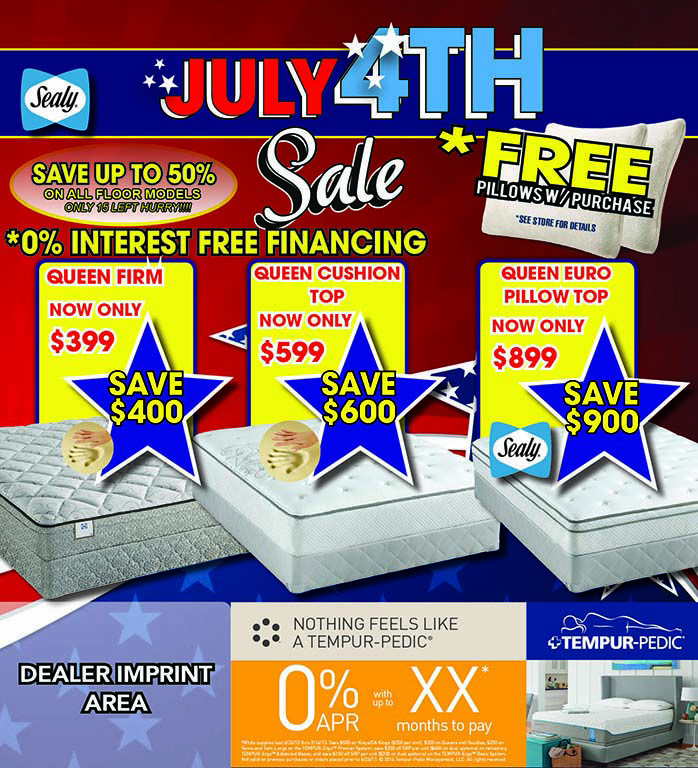 Sealy
JULY 4TH
Sale
SAVE UP TO 50%
ON ALL FLOOR MODELS
ONLY 15 LEFT HURRY!!!!
*FREE
PILLOWS W/ PURCHASE
*SEE STORE FOR DETAILS
*0% INTEREST FREE FINANCING
QUEEN FIRM
NOW ONLY
$399
SAVE
$400
QUEEN CUSHION
TOP
NOW ONLY
$599
SAVE
$600
QUEEN EURO
PILLOW TOP
NOW ONLY
$899
SAVE
$900
Sealy
DEALER IMPRINT
AREA
NOTHING FEELS LIKE
A TEMPUR-PEDIC®
0%
APR
with
up to
XX*
months to pay
TEMPUR-PEDIC®